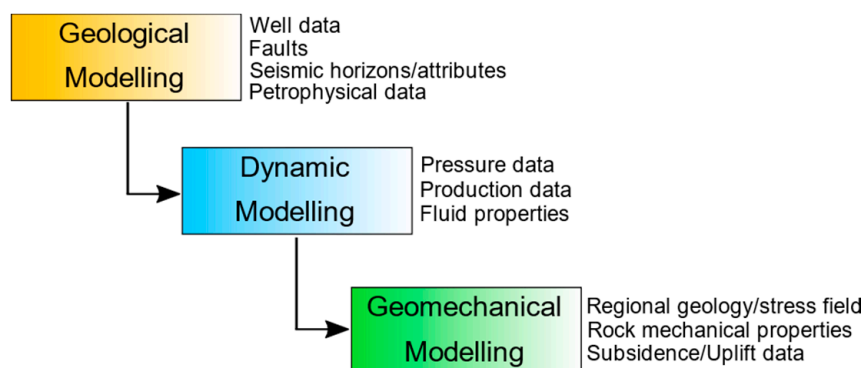 Geological
Modelling
Well data
Faults
Seismic horizons/attributes
Petrophysical data
Dynamic
Modelling
Pressure data
Production data
Fluid properties
Geomechanical
Modelling
Regional geology/stress field
Rock mechanical properties
Subsidence/Uplift data